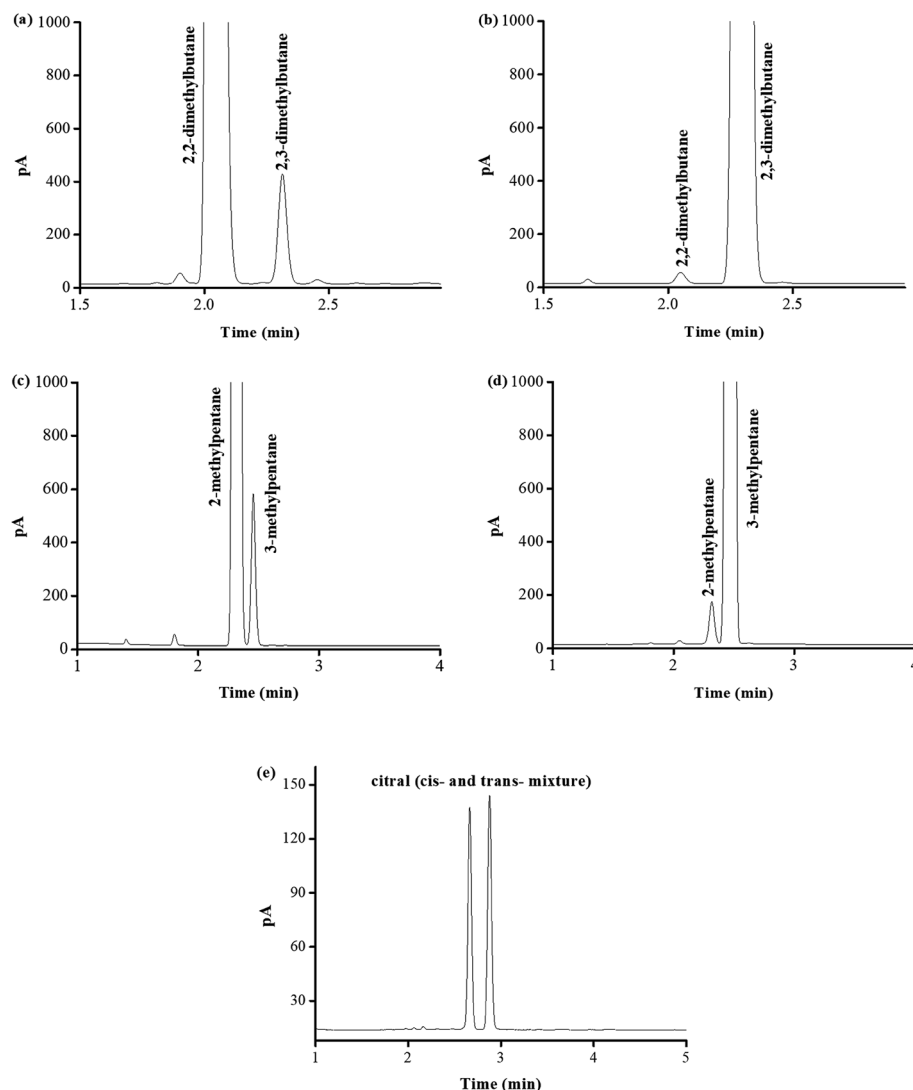 (a)
1000
800
600
400
200
0
pA
2,2-dimethylbutane
2,3-dimethylbutane
1.5 2.0 2.5
Time (min)
(b)
1000
800
600
400
200
0
pA
2,2-dimethylbutane
2,3-dimethylbutane
1.5 2.0 2.5
Time (min)
(c)
1000
800
600
400
200
0
pA
2-methylpentane
3-methylpentane
1 2 3 4
Time (min)
(d)
1000
800
600
400
200
0
pA
2-methylpentane
3-methylpentane
1 2 3 4
Time (min)
(e)
150
120
90
60
30
pA
citral (cis- and trans- mixture)
1 2 3 4 5
Time (min)